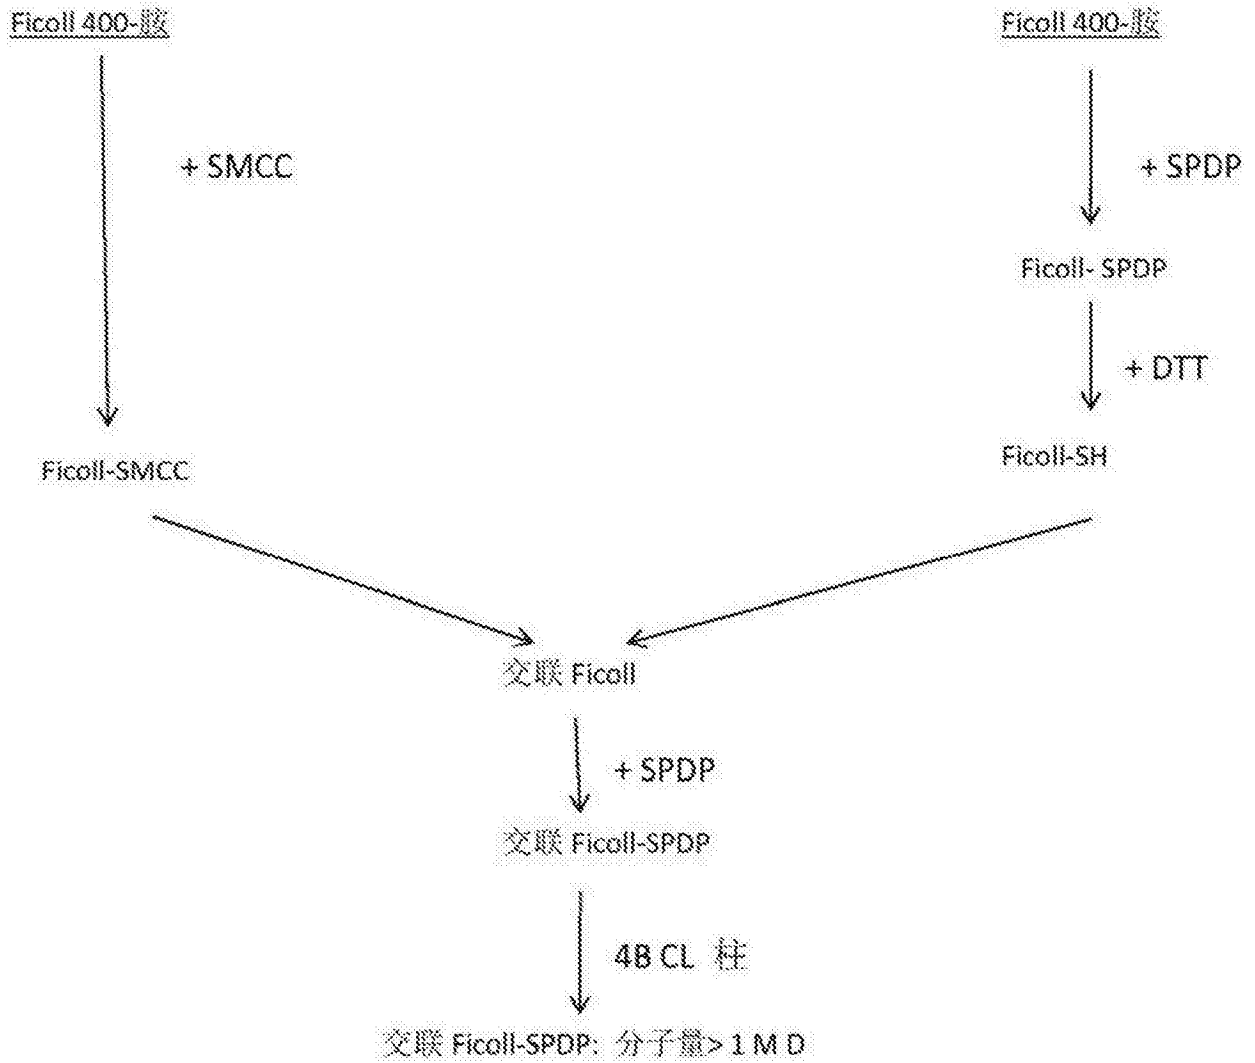 Ficoll 400-胺
Ficoll 400-胺
+ SMCC
+ SPDP
Ficoll- SPDP
+ DTT
Ficoll-SMCC
Ficoll-SH
交联 Ficoll
+ SPDP
交联 Ficoll-SPDP
4B CL 柱
交联 Ficoll-SPDP: 分子量> 1 M D